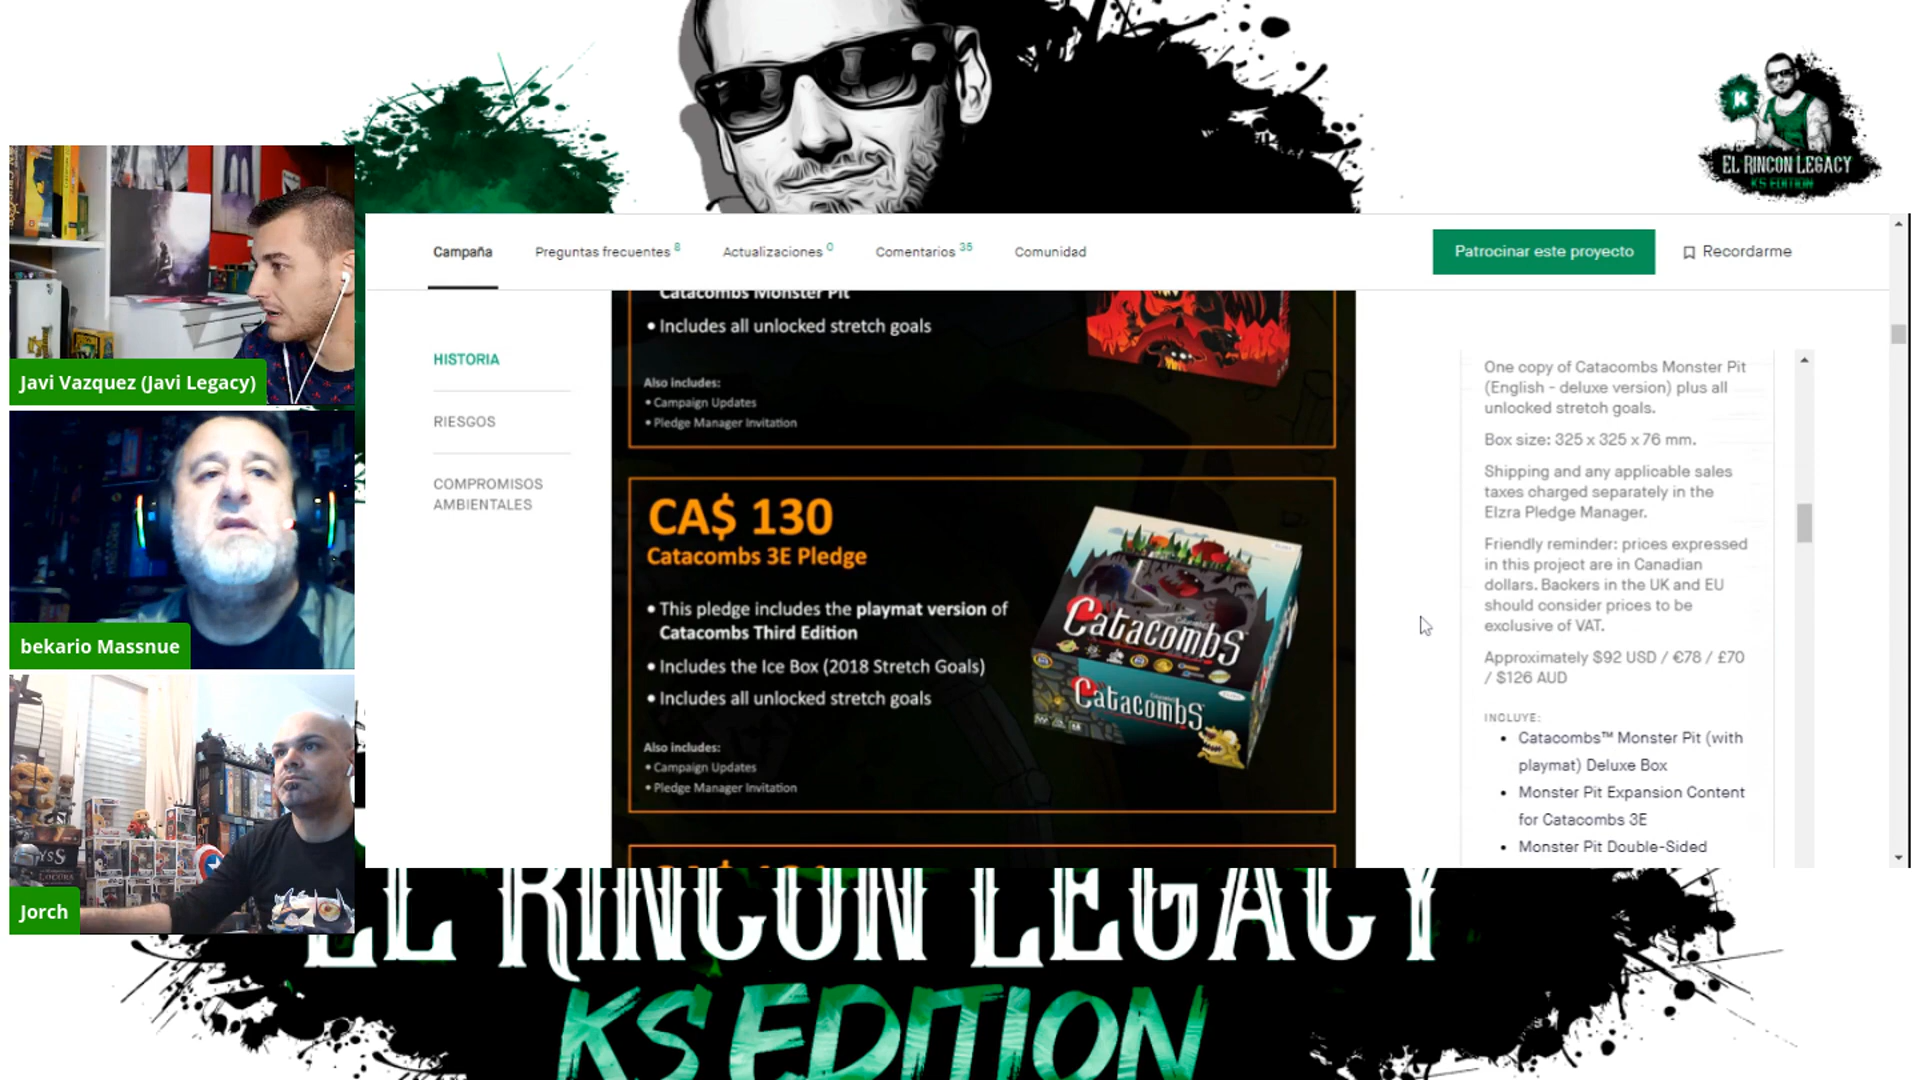 EL RINCON LEGACY
KS EDITION
K
Javi Vazquez (Javi Legacy)
bekario Massnue
Jorch
Campaña
Preguntas frecuentes 8
Actualizaciones 0
Comentarios 35
Comunidad
Patrocinar este proyecto
Recordarme
HISTORIA
RIESGOS
COMPROMISOS
AMBIENTALES
Catacombs Monster Pit
• Includes all unlocked stretch goals
Also includes:
• Campaign Updates
• Pledge Manager Invitation
CA$ 130
Catacombs 3E Pledge
• This pledge includes the playmat version of
Catacombs Third Edition
• Includes the Ice Box (2018 Stretch Goals)
• Includes all unlocked stretch goals
Also includes:
• Campaign Updates
• Pledge Manager Invitation
Catacombs
Catacombs
One copy of Catacombs Monster Pit
(English - deluxe version) plus all
unlocked stretch goals.
Box size: 325 x 325 x 76 mm.
Shipping and any applicable sales
taxes charged separately in the
Elzra Pledge Manager.
Friendly reminder: prices expressed
in this project are in Canadian
dollars. Backers in the UK and EU
should consider prices to be
exclusive of VAT.
Approximately $92 USD / €78 / £70
/ $126 AUD
INCLUYE:
• Catacombs™ Monster Pit (with
playmat) Deluxe Box
• Monster Pit Expansion Content
for Catacombs 3E
• Monster Pit Double-Sided
EL RINCON LEGACY
KS EDITION